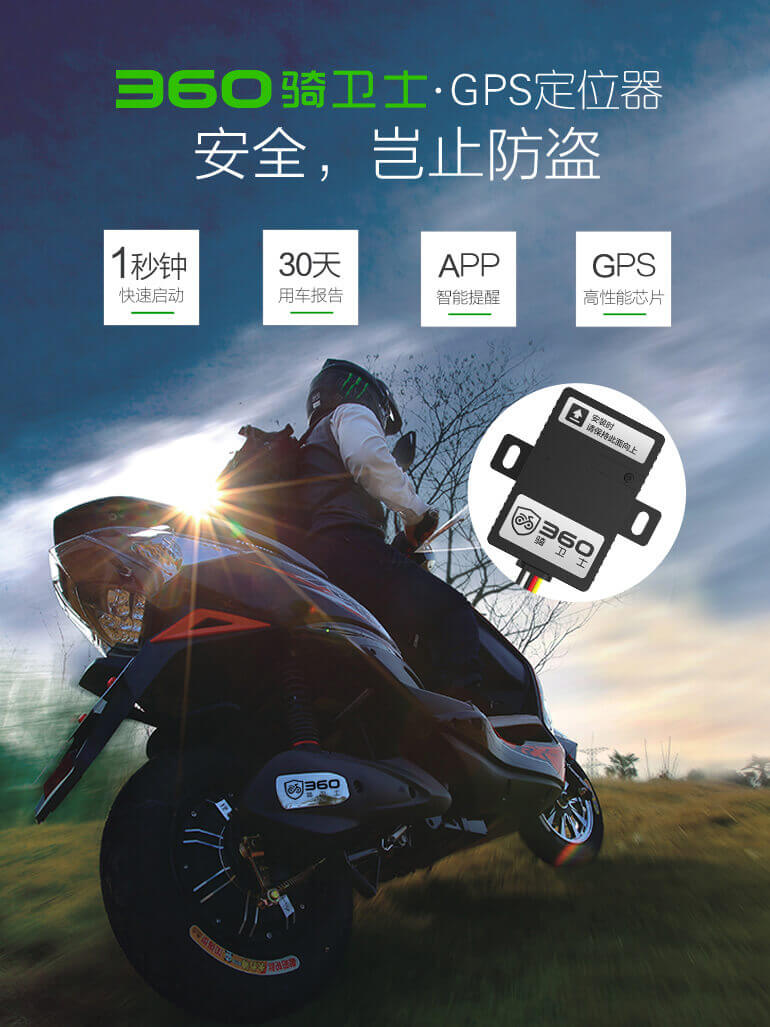 360骑卫士·GPS定位器
安全，岂止防盗
1秒钟
快速启动
30天
用车报告
APP
智能提醒
GPS
高性能芯片
安装时
请保持此面向上
360
骑卫士
360
骑卫士